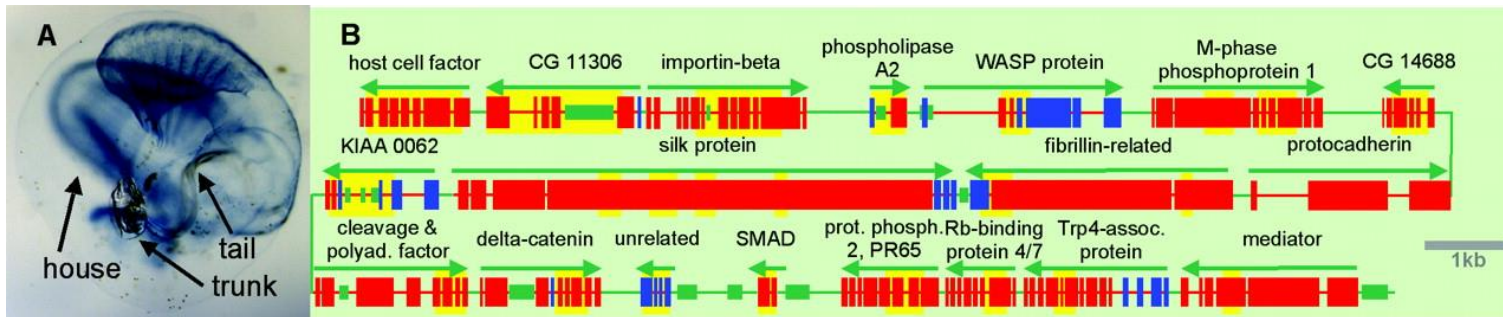 A
B
host cell factor
CG 11306
importin-beta
phospholipase
A2
WASP protein
M-phase
phosphoprotein 1
CG 14688
KIAA 0062
silk protein
fibrillin-related
protocadherin
cleavage &
polyad. factor
delta-catenin
unrelated
SMAD
prot. phosph.
2, PR65
Rb-binding
protein 4/7
Trp4-assoc.
protein
mediator
1kb
house
tail
trunk